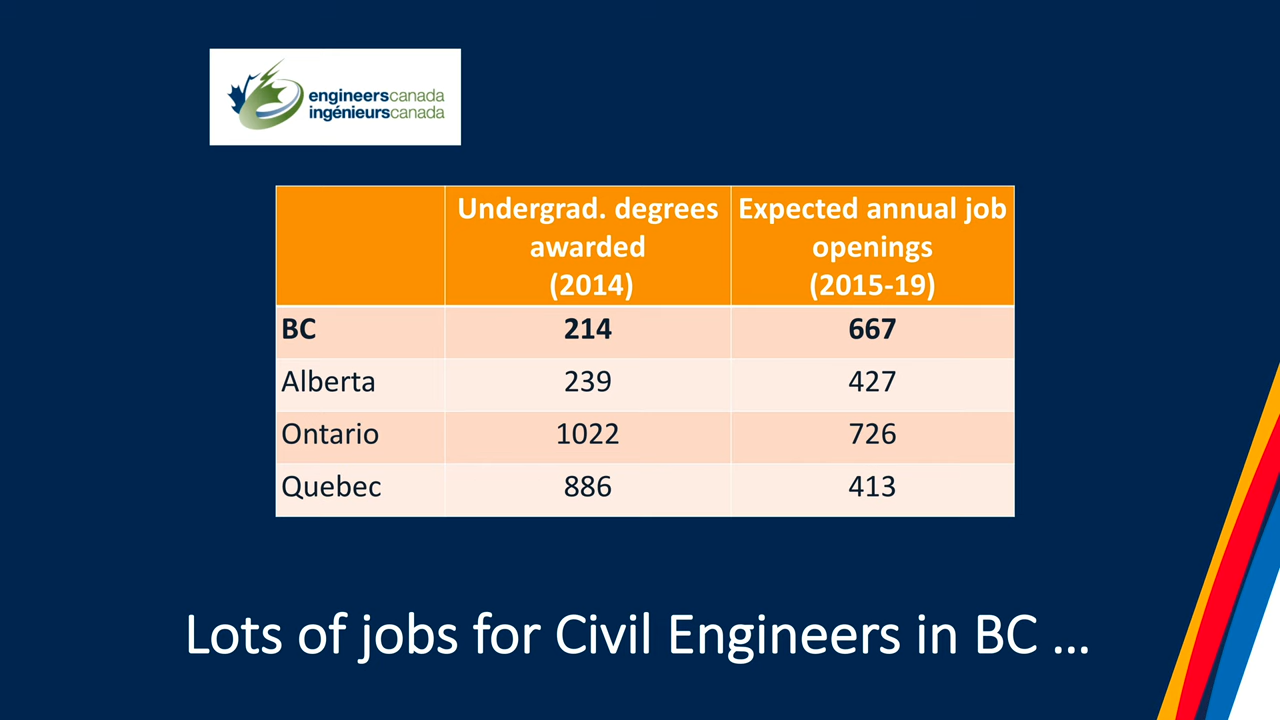 engineerscanada
ingénieurscanada
Undergrad. degrees awarded (2014) Expected annual job openings (2015-19)
BC 214 667
Alberta 239 427
Ontario 1022 726
Quebec 886 413
Lots of jobs for Civil Engineers in BC ...